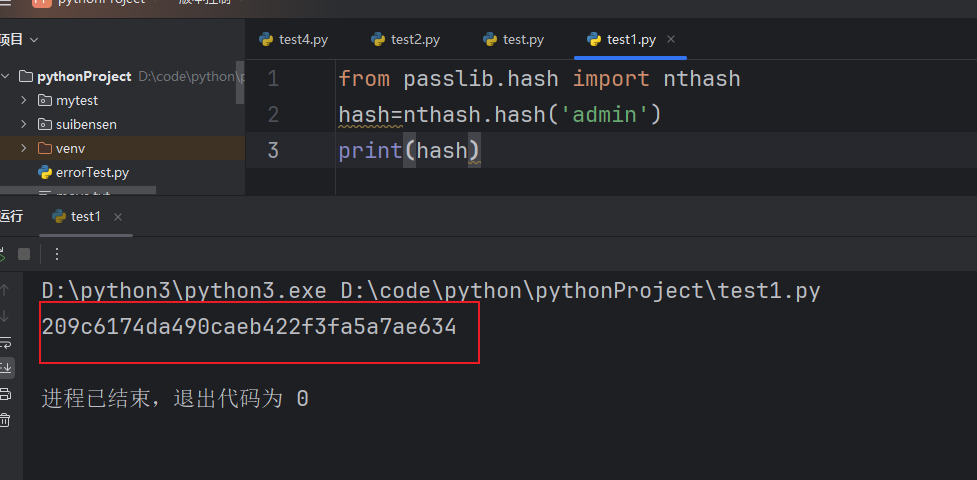 pythonProject 版本控制
项目
test4.py test2.py test.py test1.py
pythonProject D:\code\python\p
mytest
suibensen
venv
errorTest.py
1 from passlib.hash import nthash
2 hash=nthash.hash('admin')
3 print(hash)
运行 test1
D:\python3\python3.exe D:\code\python\pythonProject\test1.py
209c6174da490caeb422f3fa5a7ae634
进程已结束，退出代码为 0